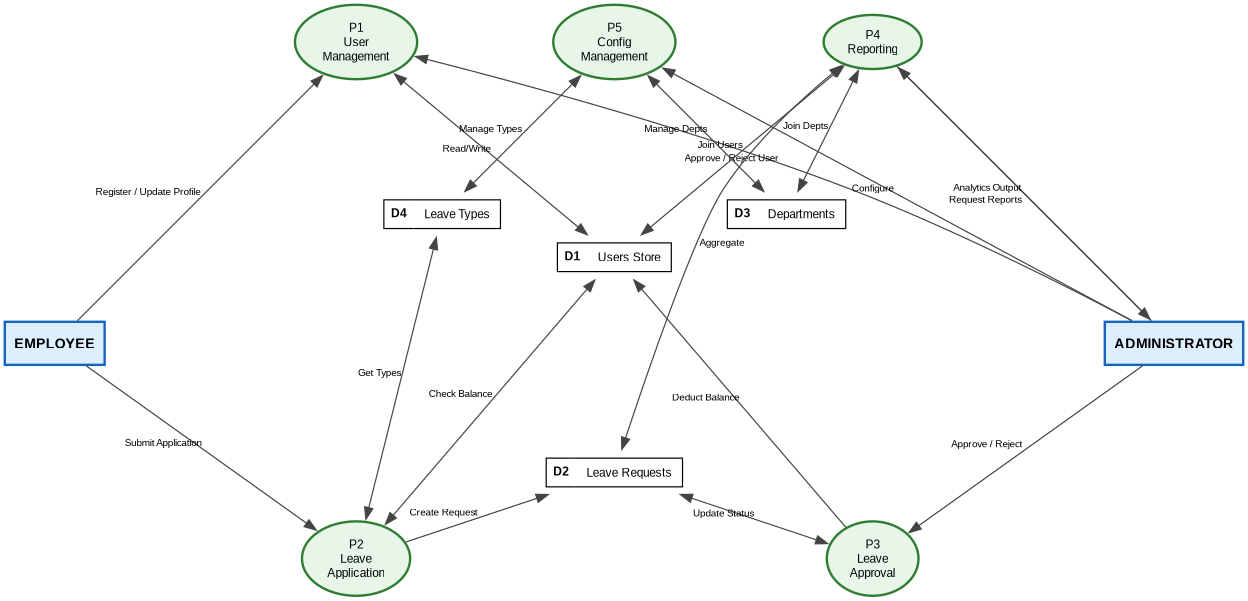 P1
User
Management
P5
Config
Management
P4
Reporting
Manage Types
Manage Depts
Join Depts
Read/Write
Join Users
Approve / Reject User
Register / Update Profile
Configure
Analytics Output
Request Reports
D4 Leave Types
D3 Departments
Aggregate
D1 Users Store
EMPLOYEE
ADMINISTRATOR
Get Types
Check Balance
Deduct Balance
Submit Application
Approve / Reject
D2 Leave Requests
Create Request
Update Status
P2
Leave
Application
P3
Leave
Approval